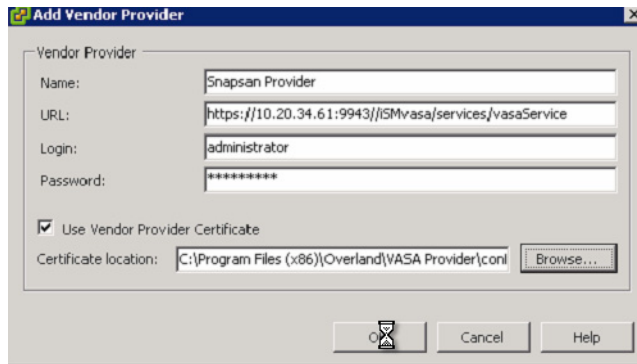 Add Vendor Provider
Vendor Provider
Name: Snapsan Provider
URL: https://10.20.34.61:9943//iSMvasa/services/vasaService
Login: administrator
Password: *********
Use Vendor Provider Certificate
Certificate location: C:\Program Files (x86)\Overland\VASA Provider\conf Browse...
Cancel Help